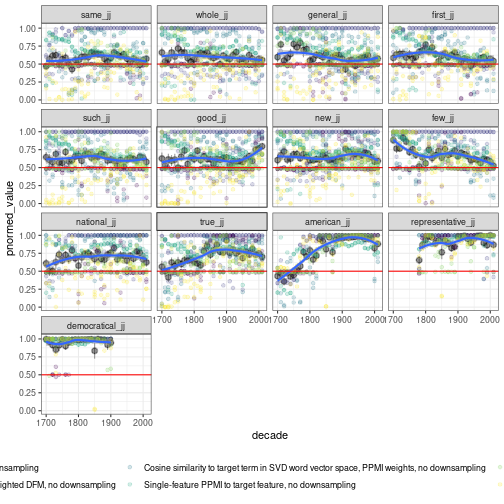 same_jj whole_jj general_jj first_jj
1.00
0.75
0.50
0.25
0.00
such_jj good_jj new_jj few_jj
1.00
0.75
0.50
0.25
0.00
national_jj true_jj american_jj representative_jj
1.00
0.75
0.50
0.25
0.00
democratical_jj
1700 1800 1900 2000 1700 1800 1900 2000 1700 1800 1900 2000
1.00
0.75
0.50
0.25
0.00
1700 1800 1900 2000
pnormed_value
decade
nsampling Cosine similarity to target term in SVD word vector space, PPMI weights, no downsampling
ighted DFM, no downsampling Single-feature PPMI to target feature, no downsampling